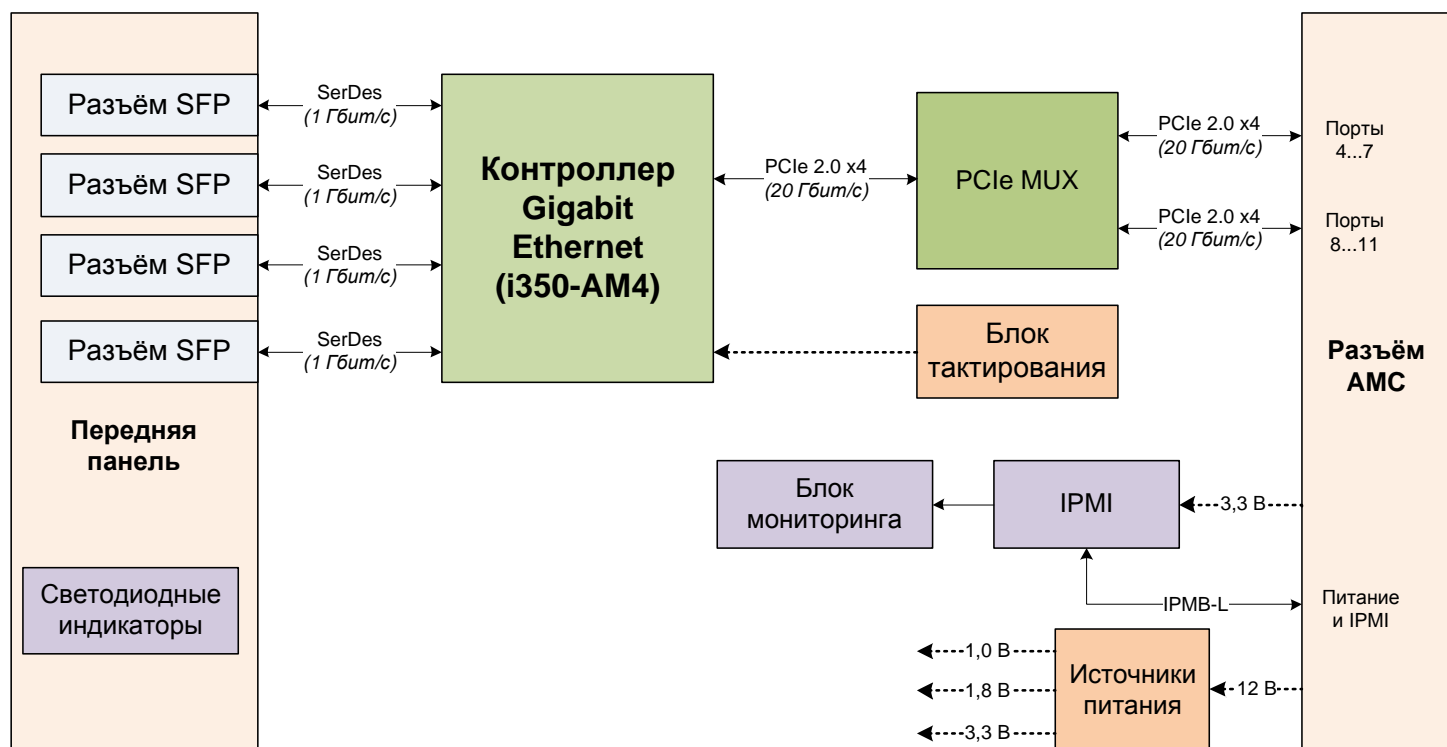 Разъём SFP
SerDes
(1 Гбит/с)
Разъём SFP
SerDes
(1 Гбит/с)
Разъём SFP
SerDes
(1 Гбит/с)
Разъём SFP
SerDes
(1 Гбит/с)
Передняя
панель
Светодиодные
индикаторы
Контроллер
Gigabit
Ethernet
(i350-AM4)
PCIe 2.0 x4
(20 Гбит/с)
PCIe MUX
PCIe 2.0 x4
(20 Гбит/с)
PCIe 2.0 x4
(20 Гбит/с)
Порты
4...7
Порты
8...11
Блок
тактирования
Разъём
AMC
Блок
мониторинга
IPMI
3,3 В
IPMB-L
Питание
и IPMI
1,0 В
1,8 В
3,3 В
Источники
питания
12 В